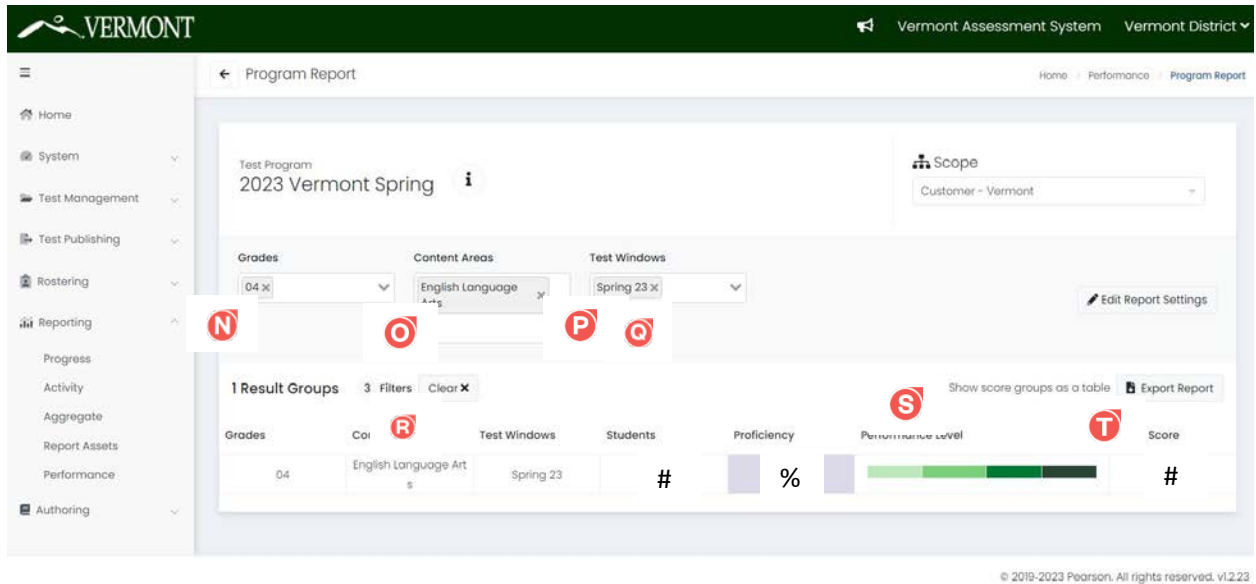 VERMONT
Vermont Assessment System
Vermont District
Program Report
Home / Performance / Program Report
Home
System
Test Management
Test Publishing
Rostering
Reporting
Progress
Activity
Aggregate
Report Assets
Performance
Authoring
Test Program
2023 Vermont Spring i
Scope
Customer - Vermont
Grades Content Areas Test Windows
04 × English Language Arts × Spring 23 ×
Edit Report Settings
N O P Q
1 Result Groups 3 Filters Clear ✖
Show score groups as a table Export Report
R S T
Grades Test Windows Students Proficiency Performance Level Score
04 English Language Art Spring 23 # % #
s
© 2019-2023 Pearson. All rights reserved. v1.2.23